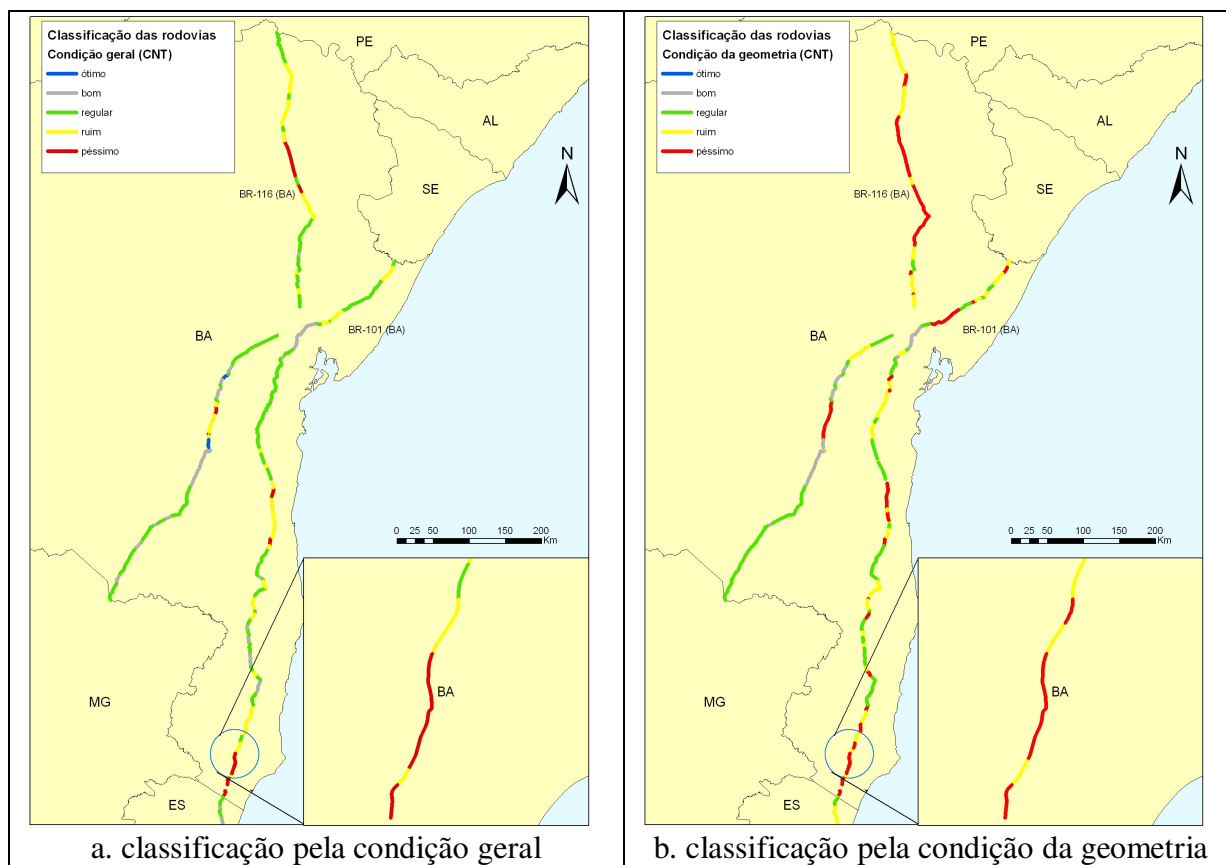 Classificação das rodovias
Condição geral (CNT)
ótimo
bom
regular
ruim
péssimo
PE
AL
N
SE
BR-116 (BA)
BA
BR-101 (BA)
0 25 50 100 150 200
Km
MG
BA
ES
a. classificação pela condição geral
Classificação das rodovias
Condição da geometria (CNT)
ótimo
bom
regular
ruim
péssimo
PE
AL
N
SE
BR-116 (BA)
BA
BR-101 (BA)
0 25 50 100 150 200
Km
MG
BA
ES
b. classificação pela condição da geometria